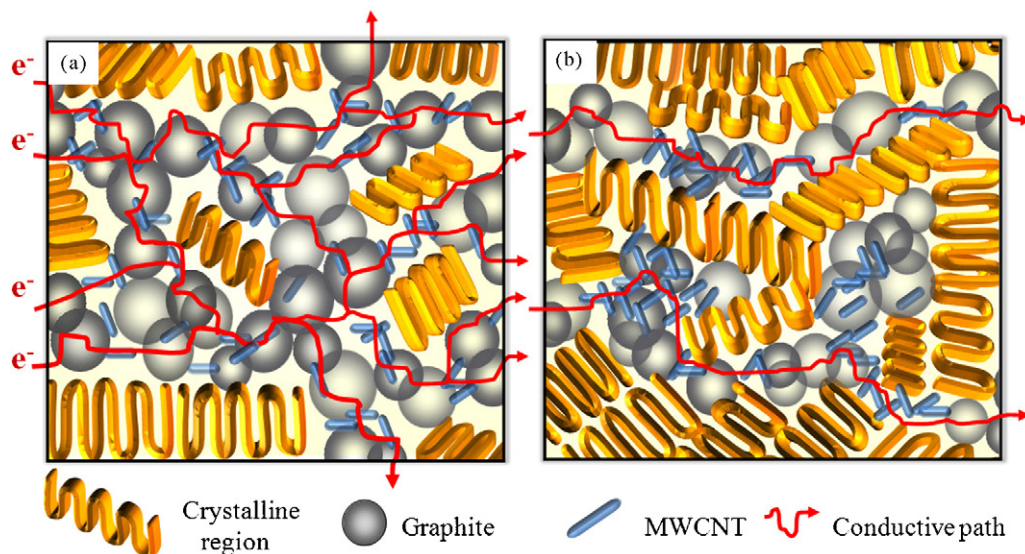 (a)
(b)
e-
e-
e-
e-
Crystalline
region
Graphite
MWCNT
Conductive path